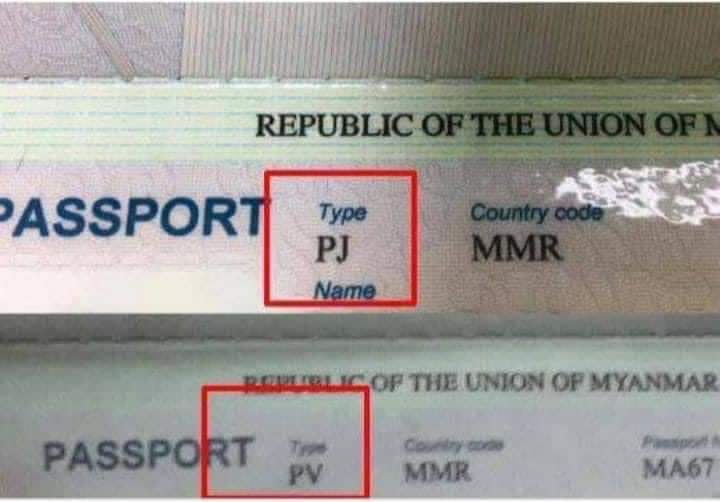 REPUBLIC OF THE UNION OF
PASSPORT
Type
Country code
PJ
MMR
Name
REPUBLIC OF THE UNION OF MYANMAR
PASSPORT
Type
Country code
Passport
PV
MMR
MA67